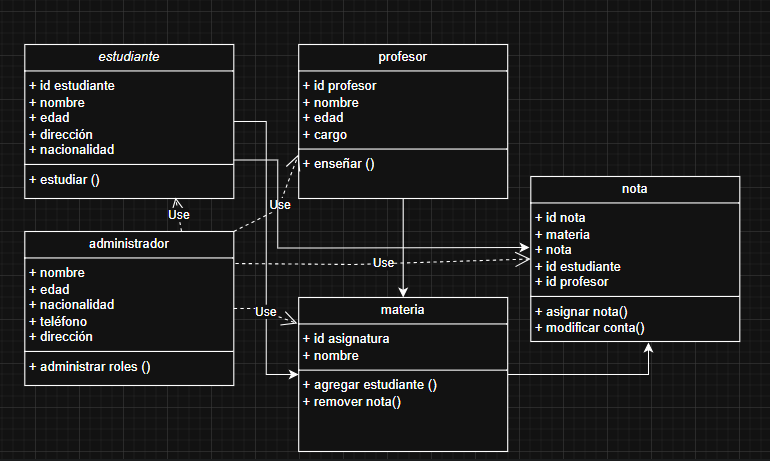 estudiante
+ id estudiante
+ nombre
+ edad
+ dirección
+ nacionalidad
+ estudiar ()
profesor
+ id profesor
+ nombre
+ edad
+ cargo
+ enseñar ()
Use
Use
nota
+ id nota
+ materia
+ nota
+ id estudiante
+ id profesor
+ asignar nota()
+ modificar conta()
administrador
+ nombre
+ edad
+ nacionalidad
+ teléfono
+ dirección
+ administrar roles ()
Use
Use
materia
+ id asignatura
+ nombre
+ agregar estudiante ()
+ remover nota()